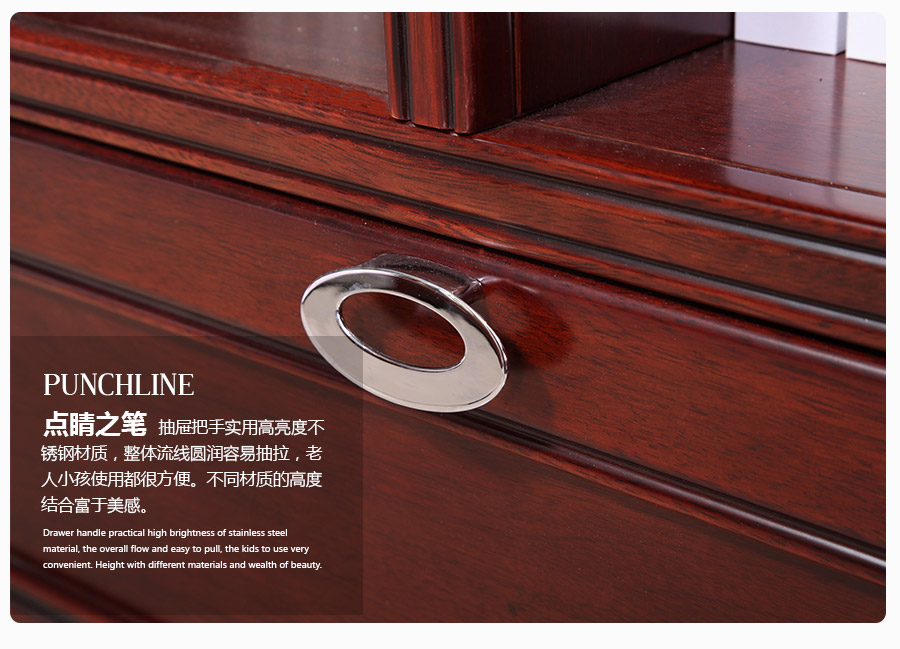 PUNCHLINE
点睛之笔 抽屉把手实用高亮度不
锈钢材质，整体流线圆润容易抽拉，老
人小孩使用都很方便。不同材质的高度
结合富于美感。
Drawer handle practical high brightness of stainless steel
material, the overall flow and easy to pull, the kids to use very
convenient. Height with different materials and wealth of beauty.